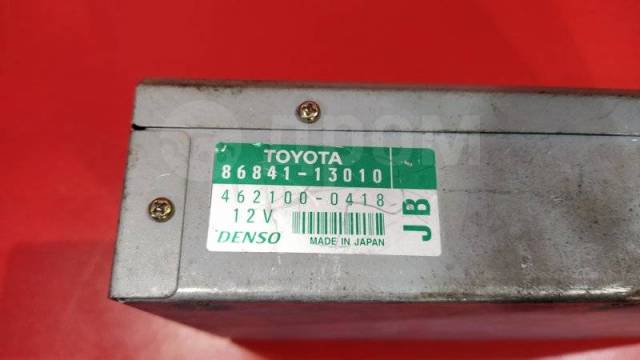 TOYOTA
86841-13010
462100-0418
12V
DENSO
MADE IN JAPAN
JB